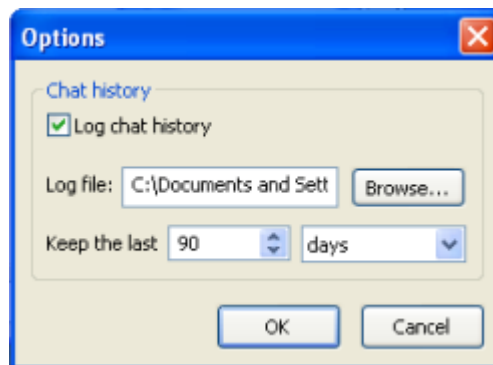 Options
Chat history
Log chat history
Log file: C:\Documents and Sett Browse...
Keep the last 90 days
OK Cancel